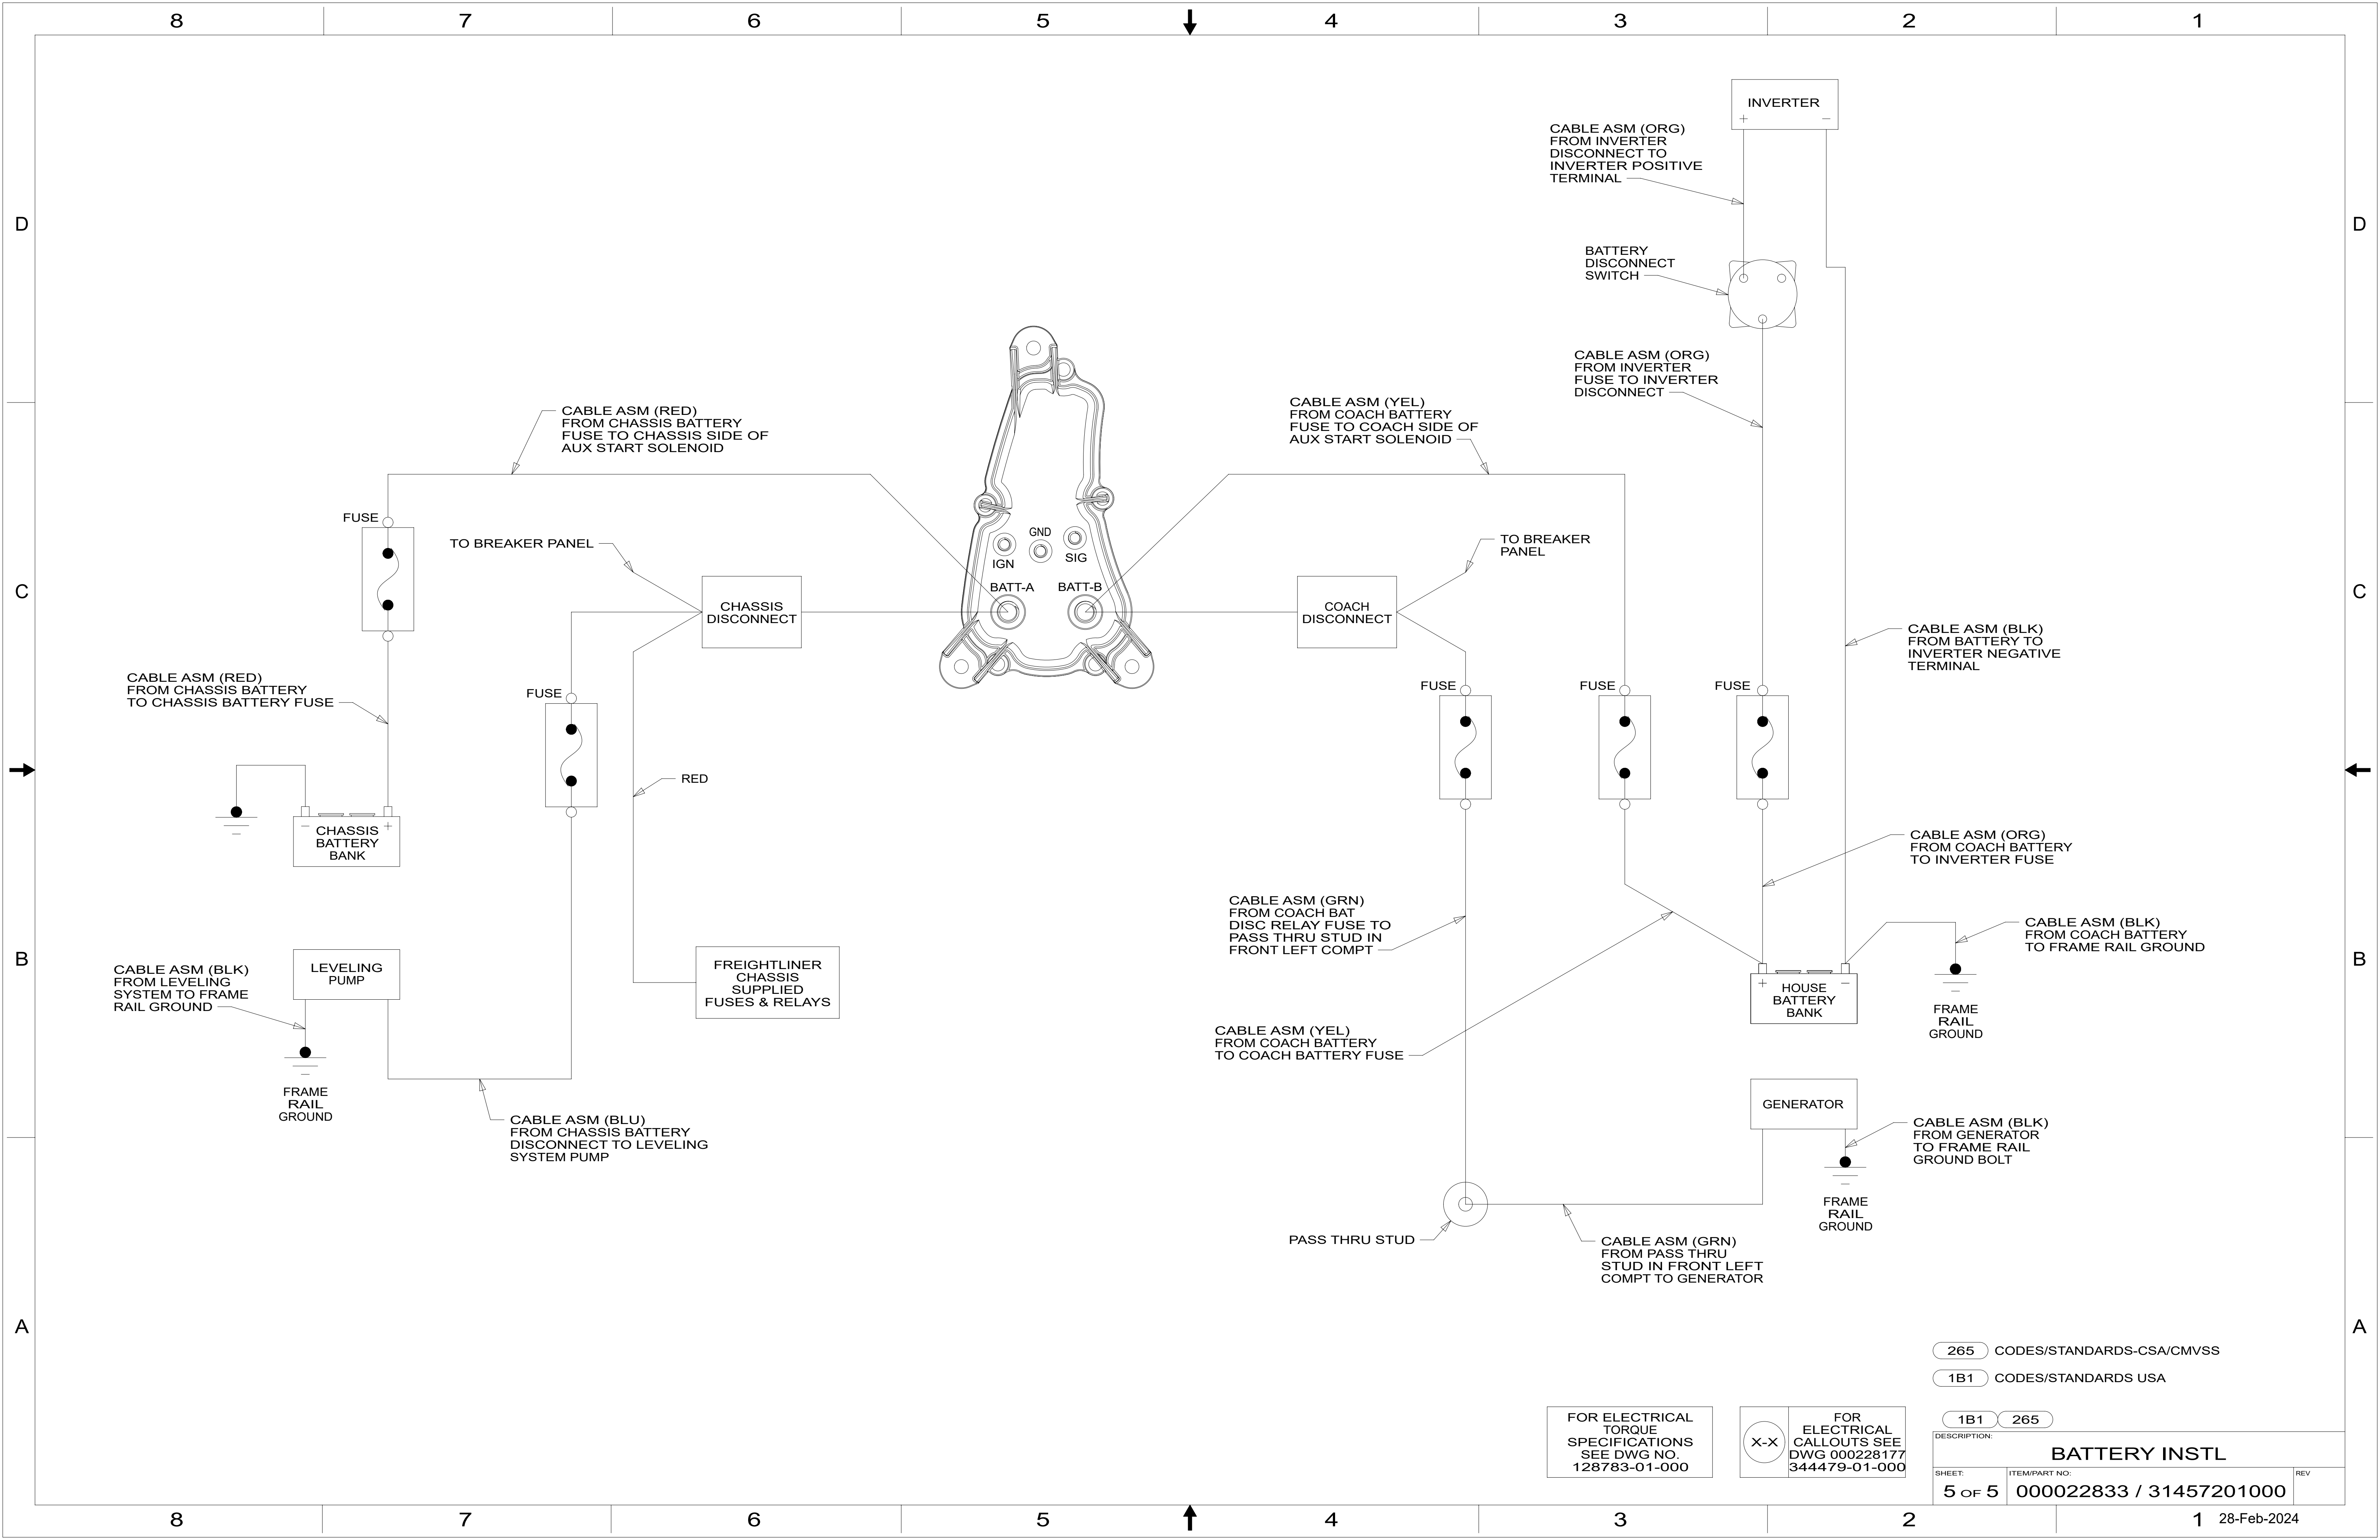 8 7 6 5 4 3 2 1
D
D
C
C
B
B
A
A
INVERTER
+ −
CABLE ASM (ORG)
FROM INVERTER
DISCONNECT TO
INVERTER POSITIVE
TERMINAL
BATTERY
DISCONNECT
SWITCH
CABLE ASM (ORG)
FROM INVERTER
FUSE TO INVERTER
DISCONNECT
CABLE ASM (RED)
FROM CHASSIS BATTERY
FUSE TO CHASSIS SIDE OF
AUX START SOLENOID
CABLE ASM (YEL)
FROM COACH BATTERY
FUSE TO COACH SIDE OF
AUX START SOLENOID
FUSE
TO BREAKER PANEL
GND
IGN
SIG
BATT-A
BATT-B
TO BREAKER
PANEL
CHASSIS
DISCONNECT
COACH
DISCONNECT
CABLE ASM (BLK)
FROM BATTERY TO
INVERTER NEGATIVE
TERMINAL
CABLE ASM (RED)
FROM CHASSIS BATTERY
TO CHASSIS BATTERY FUSE
FUSE
FUSE
FUSE
FUSE
RED
− +
CHASSIS
BATTERY
BANK
CABLE ASM (ORG)
FROM COACH BATTERY
TO INVERTER FUSE
CABLE ASM (GRN)
FROM COACH BAT
DISC RELAY FUSE TO
PASS THRU STUD IN
FRONT LEFT COMPT
CABLE ASM (BLK)
FROM COACH BATTERY
TO FRAME RAIL GROUND
LEVELING
PUMP
CABLE ASM (BLK)
FROM LEVELING
SYSTEM TO FRAME
RAIL GROUND
FREIGHTLINER
CHASSIS
SUPPLIED
FUSES & RELAYS
+ −
HOUSE
BATTERY
BANK
FRAME
RAIL
GROUND
CABLE ASM (YEL)
FROM COACH BATTERY
TO COACH BATTERY FUSE
FRAME
RAIL
GROUND
CABLE ASM (BLU)
FROM CHASSIS BATTERY
DISCONNECT TO LEVELING
SYSTEM PUMP
GENERATOR
CABLE ASM (BLK)
FROM GENERATOR
TO FRAME RAIL
GROUND BOLT
FRAME
RAIL
GROUND
PASS THRU STUD
CABLE ASM (GRN)
FROM PASS THRU
STUD IN FRONT LEFT
COMPT TO GENERATOR
265 CODES/STANDARDS-CSA/CMVSS
1B1 CODES/STANDARDS USA
1B1 265
FOR ELECTRICAL
TORQUE
SPECIFICATIONS
SEE DWG NO.
128783-01-000
X-X
FOR
ELECTRICAL
CALLOUTS SEE
DWG 000228177
344479-01-000
DESCRIPTION:
BATTERY INSTL
SHEET:
5 OF 5
ITEM/PART NO:
000022833 / 31457201000
REV
8 7 6 5 4 3 2 1
28-Feb-2024